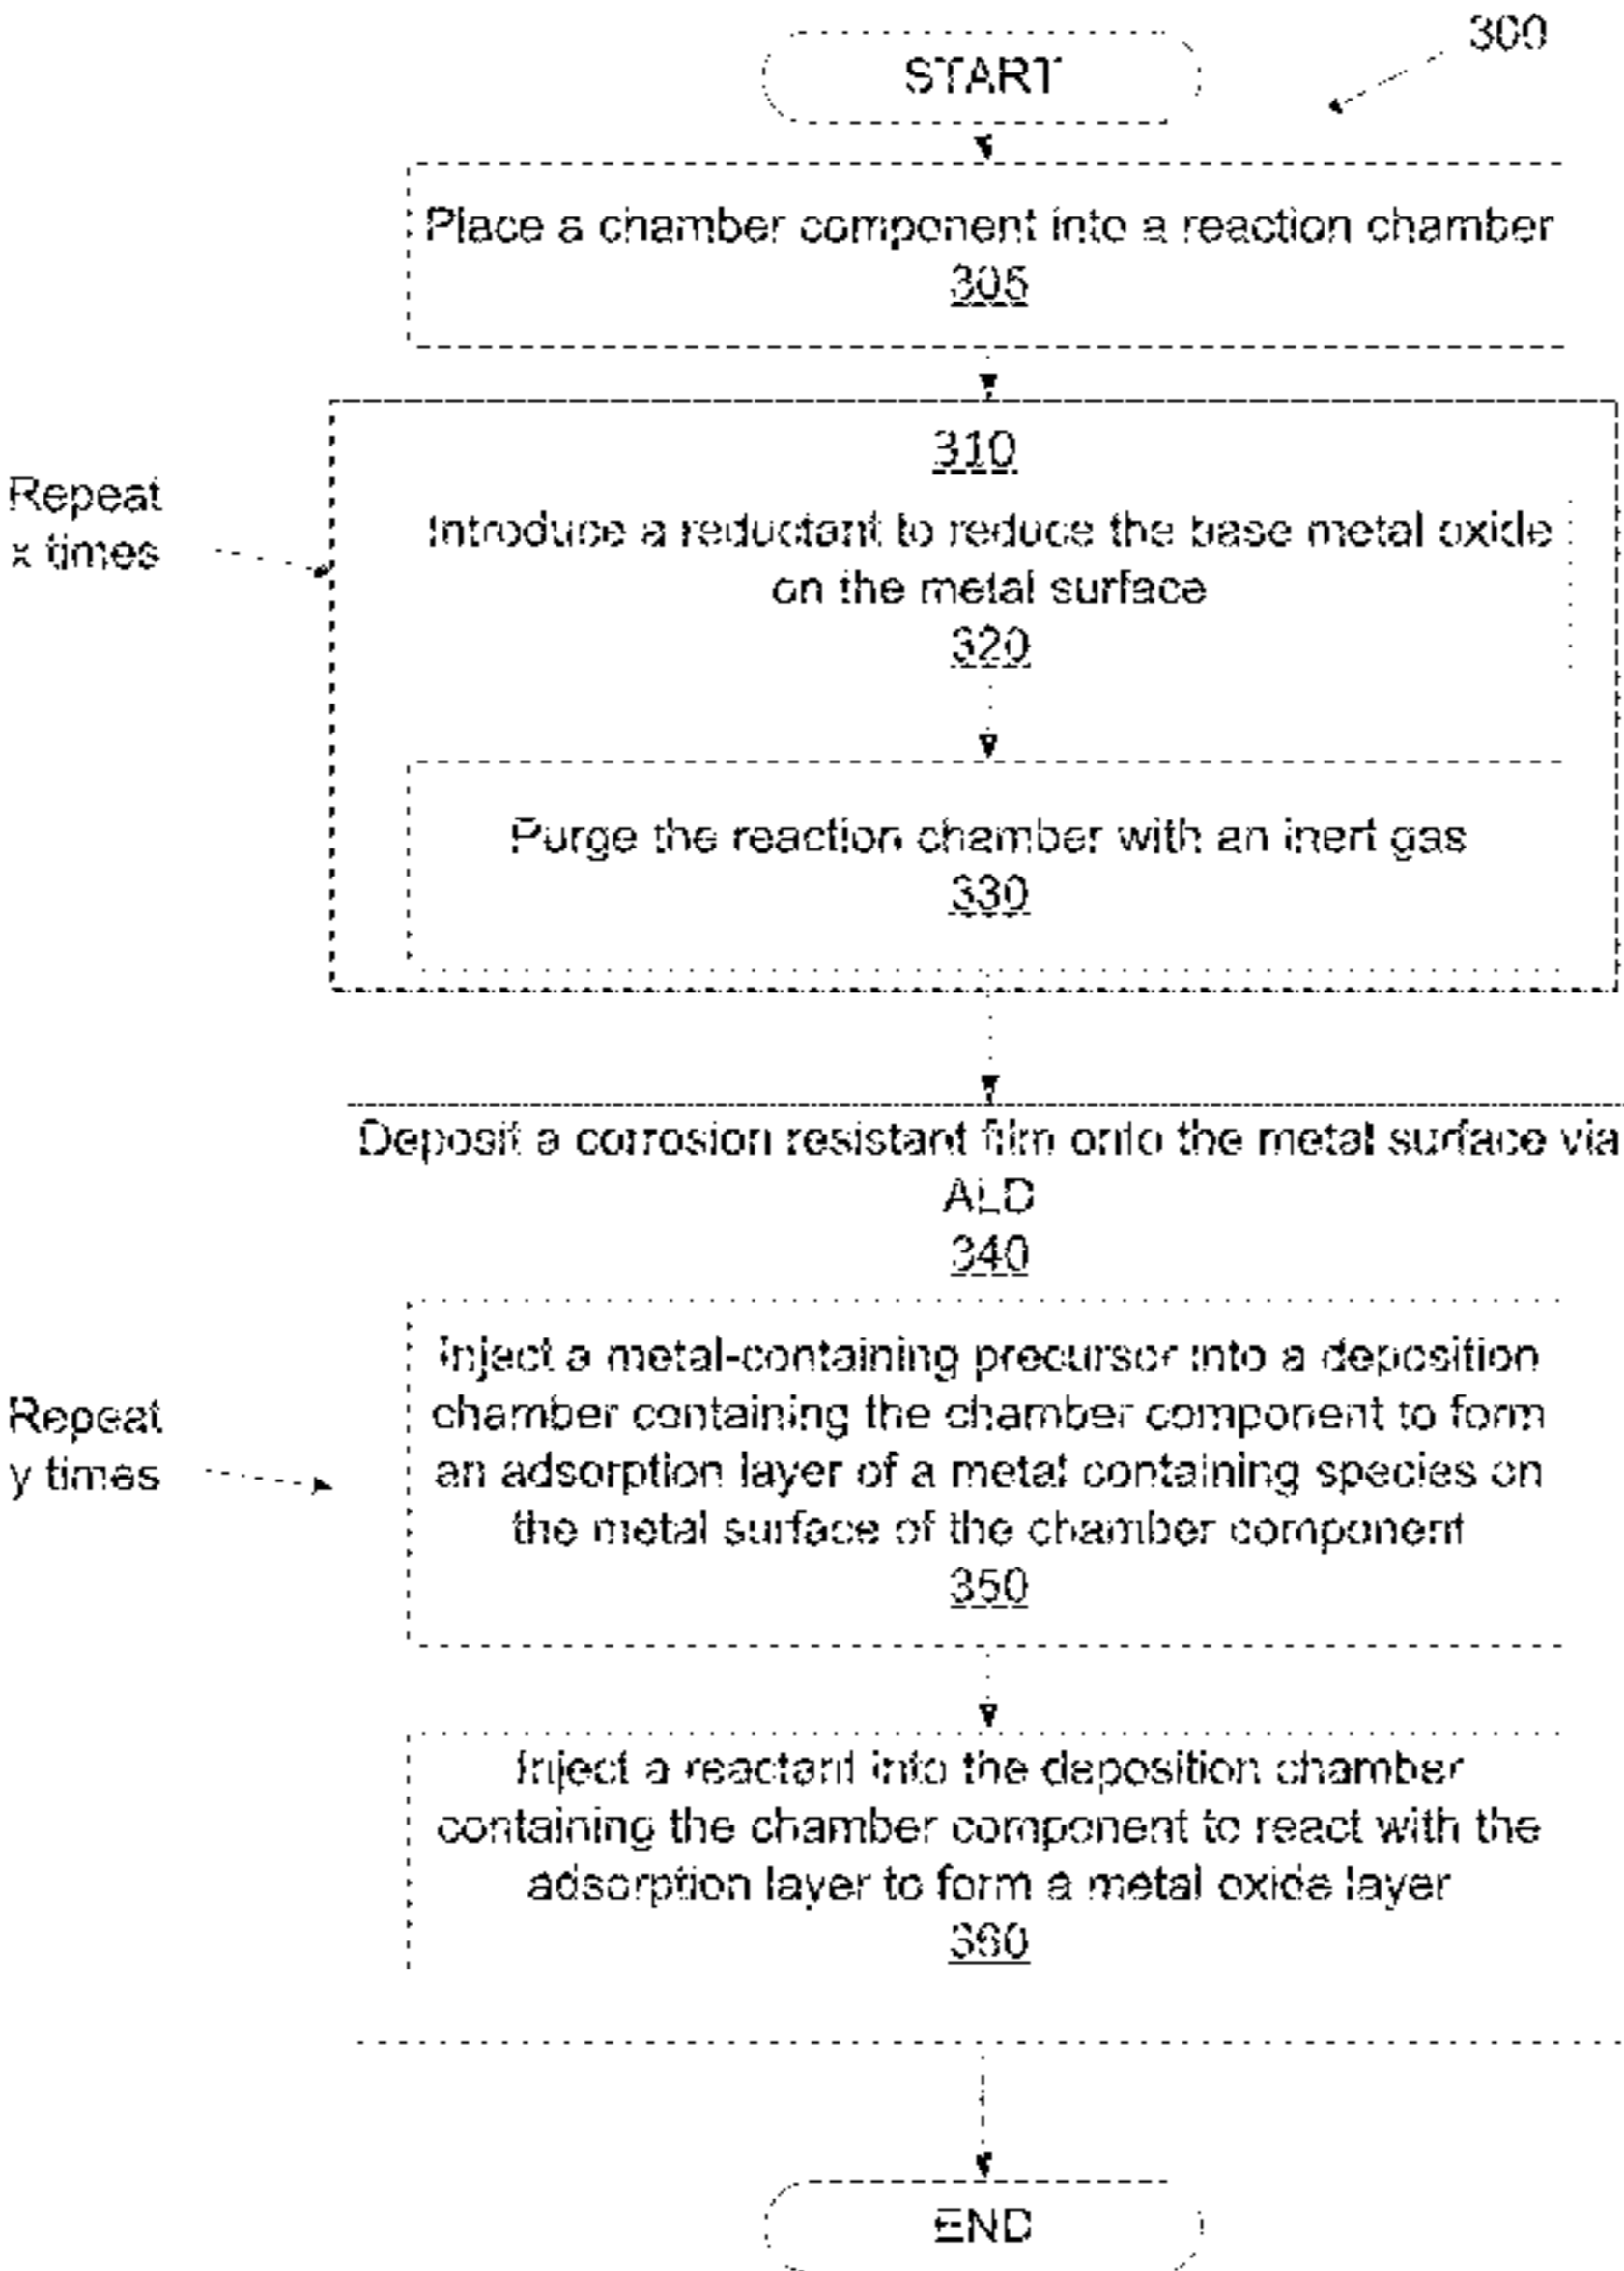 300
START
Place a chamber component into a reaction chamber
305
310
Repeat
x times
Introduce a reductant to reduce the base metal oxide
on the metal surface
320
Purge the reaction chamber with an inert gas
330
Deposit a corrosion resistant film onto the metal surface via
ALD
340
Repeat
y times
Inject a metal-containing precursor into a deposition
chamber containing the chamber component to form
an adsorption layer of a metal containing species on
the metal surface of the chamber component
350
Inject a reactant into the deposition chamber
containing the chamber component to react with the
adsorption layer to form a metal oxide layer
360
END